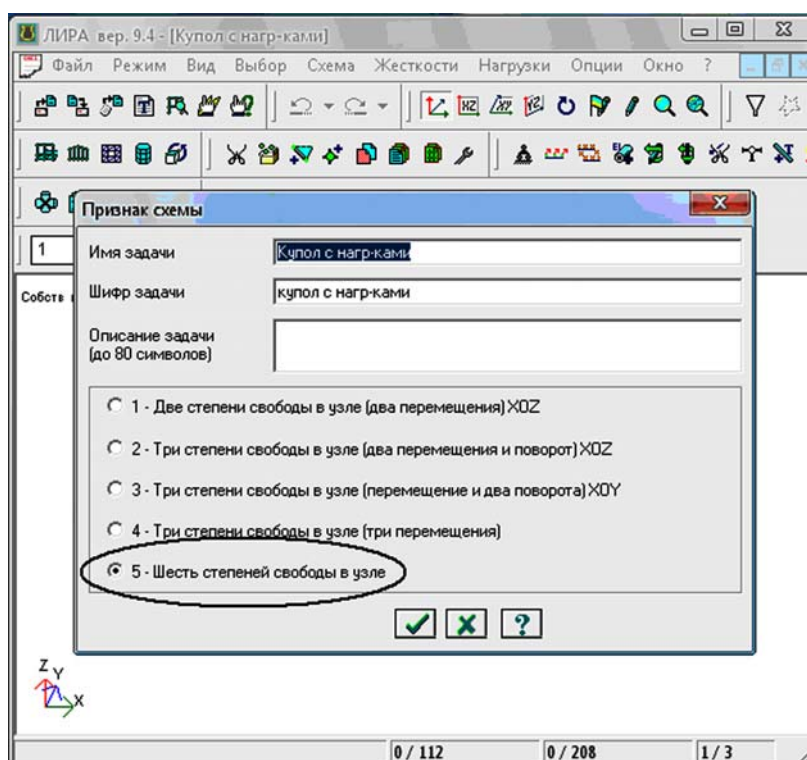 ЛИРА вер. 9.4 - [Купол с нагр-ками]
Файл Режим Вид Выбор Схема Жесткости Нагрузки Опции Окно ?
Признак схемы
1
Имя задачи
Купол с нагр-ками
Шифр задачи
купол с нагр-ками
Собств
Описание задачи
(до 80 символов)
1 - Две степени свободы в узле (два перемещения) XOZ
2 - Три степени свободы в узле (два перемещения и поворот) XOZ
3 - Три степени свободы в узле (перемещение и два поворота) XOY
4 - Три степени свободы в узле (три перемещения)
5 - Шесть степеней свободы в узле
?
Z Y
X
0 / 112 0 / 208 1 / 3